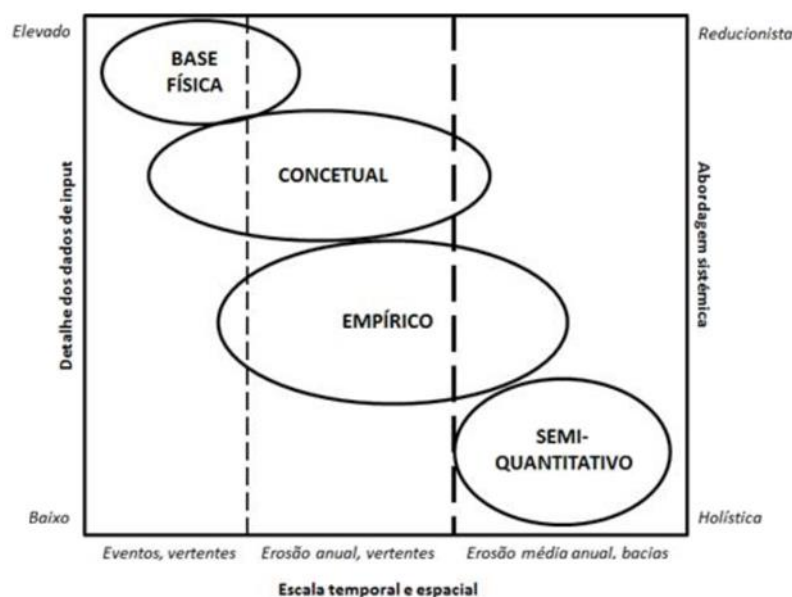 Elevado
Reducionista
BASE
FÍSICA
CONCETUAL
Detalhe dos dados de input
Abordagem sistémica
EMPÍRICO
SEMI-
QUANTITATIVO
Baixo
Holística
Eventos, vertentes
Erosão anual, vertentes
Erosão média anual, bacias
Escala temporal e espacial